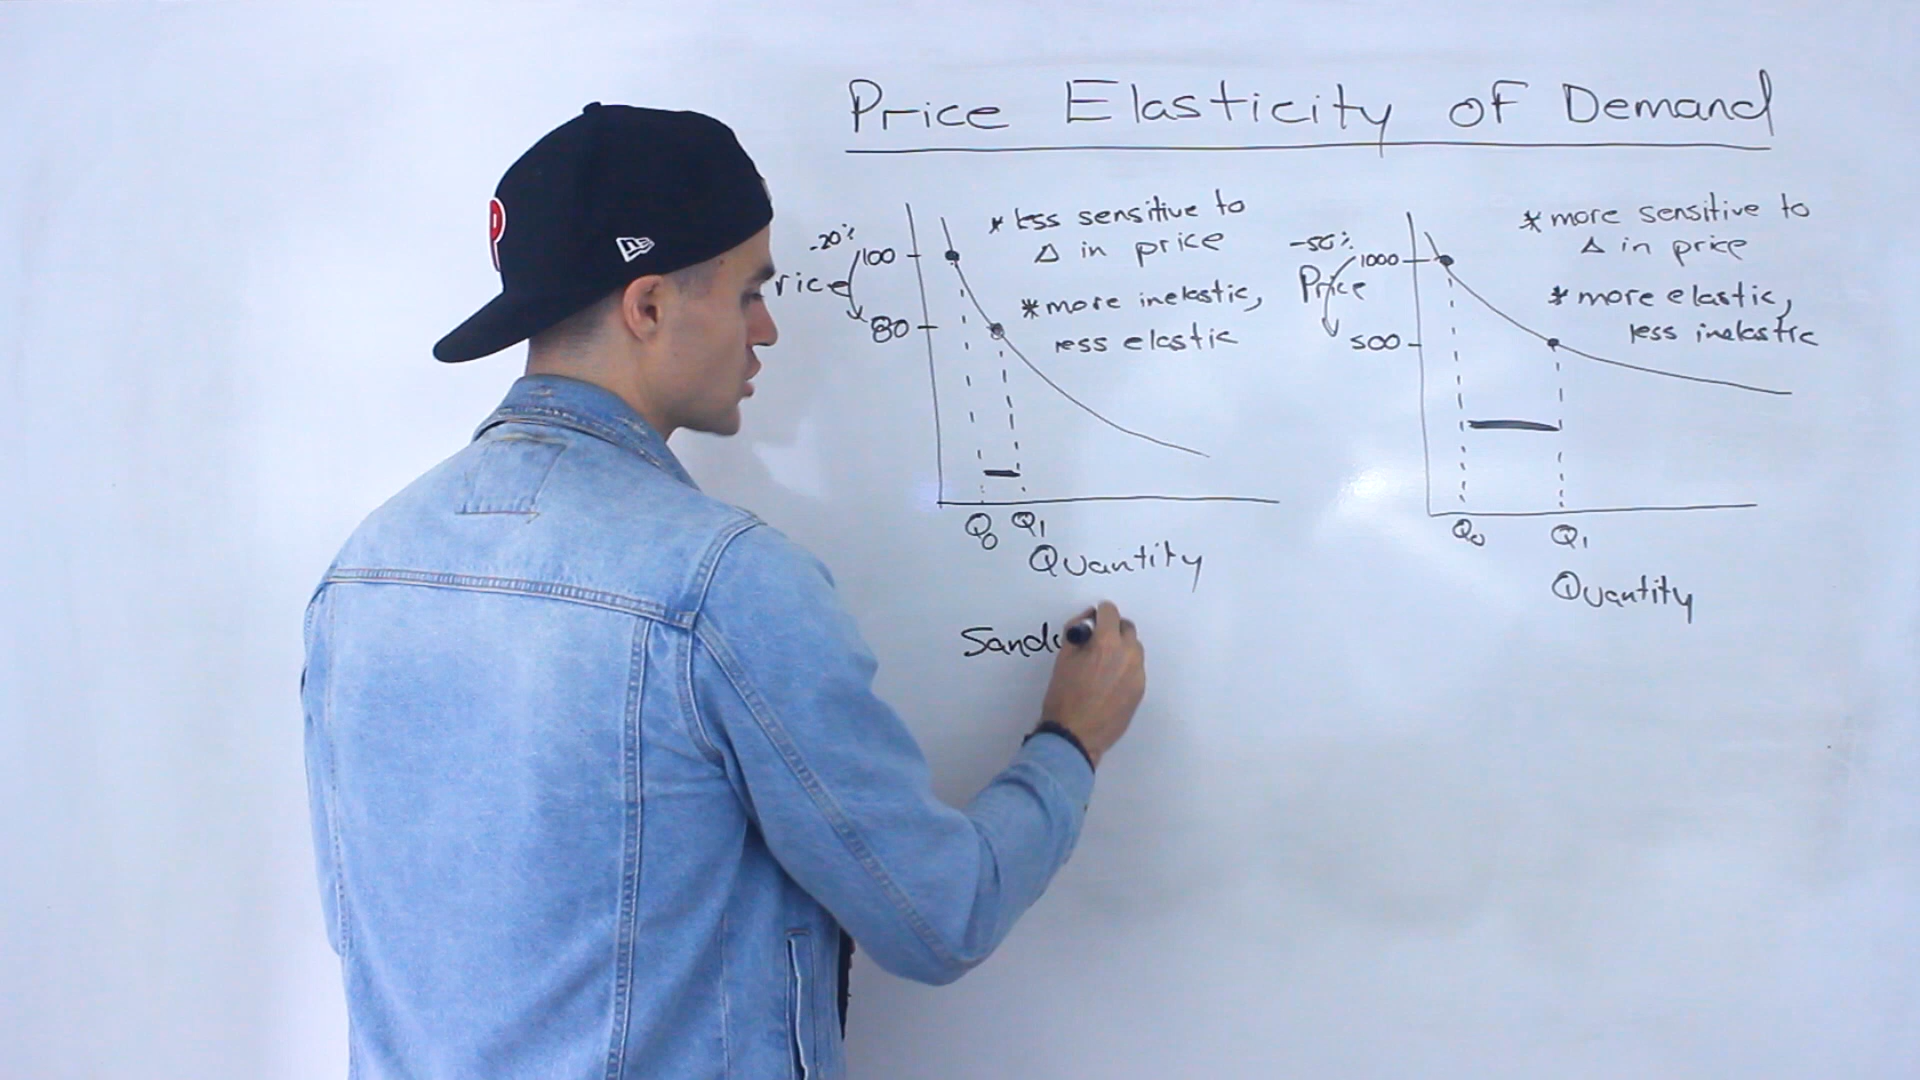 Price Elasticity of Demand
-20%
100
rice
80
* less sensitive to
Δ in price
* more inelastic,
less elastic
Q0 Q1
Quantity
-50%
1000
Price
500
* more sensitive to
Δ in price
* more elastic,
less inelastic
Q0 Q1
Quantity
Sand
P